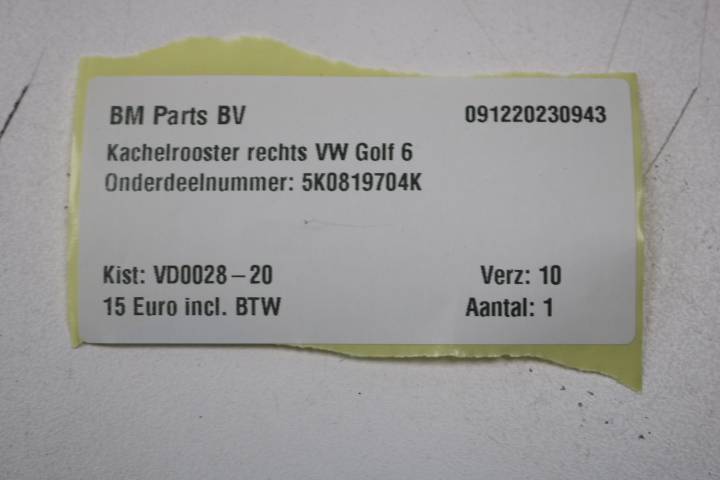 BM Parts BV 091220230943
Kachelrooster rechts VW Golf 6
Onderdeelnummer: 5K0819704K
Kist: VD0028-20 Verz: 10
15 Euro incl. BTW Aantal: 1